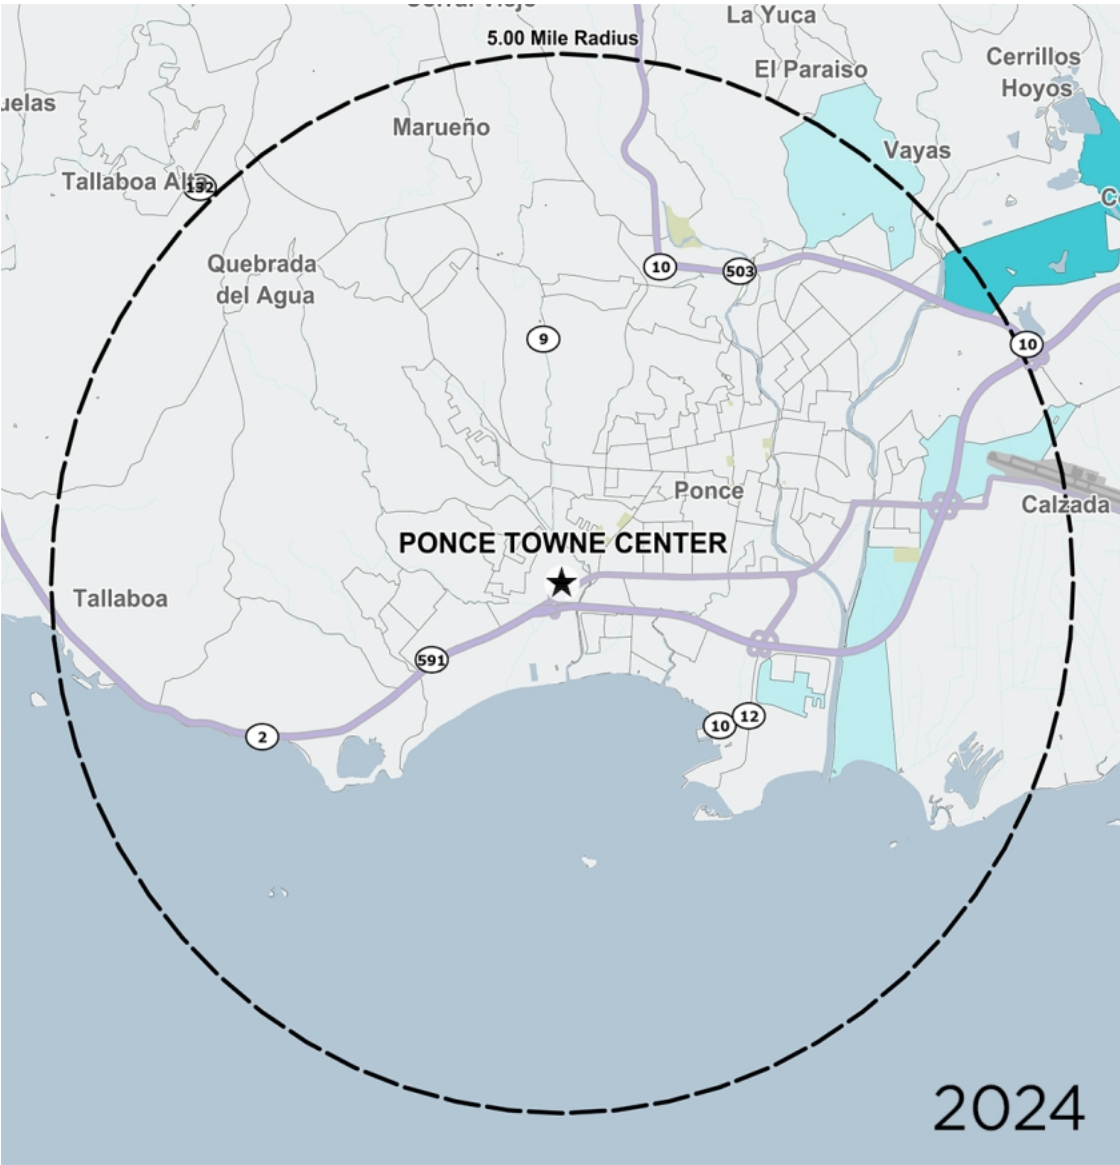 La Yuca
5.00 Mile Radius
Cerrillos
Hoyos
El Paraiso
Marueño
Vayas
Tallaboa Alta
132
Quebrada
del Agua
10
503
9
10
Ponce
Calzada
PONCE TOWNE CENTER
Tallaboa
591
10
12
2
2024